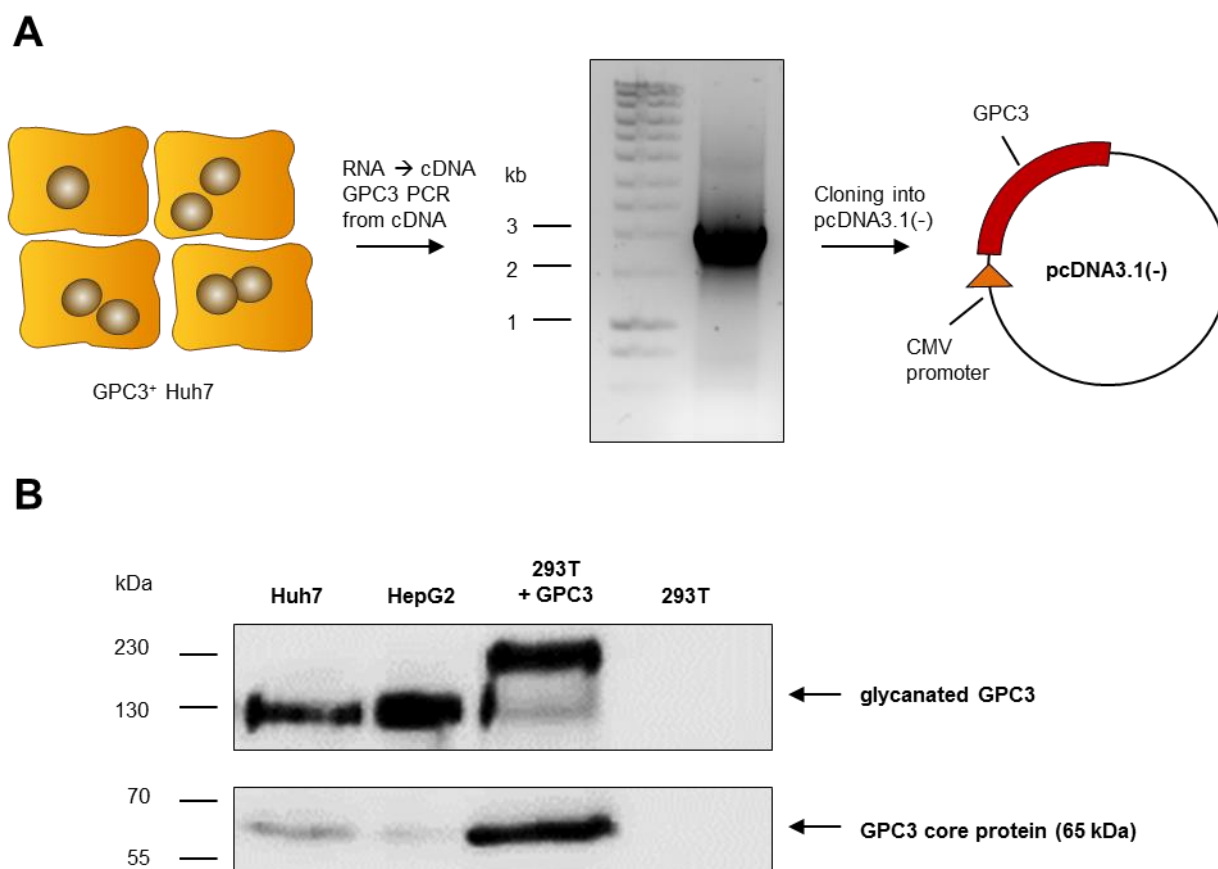 A
RNA → cDNA
GPC3 PCR
from cDNA
kb
3
2
1
Cloning into
pcDNA3.1(-)
GPC3
pcDNA3.1(-)
CMV
promoter
GPC3⁺ Huh7
B
kDa
Huh7
HepG2
293T
+ GPC3
293T
230
130
glycanated GPC3
70
55
GPC3 core protein (65 kDa)